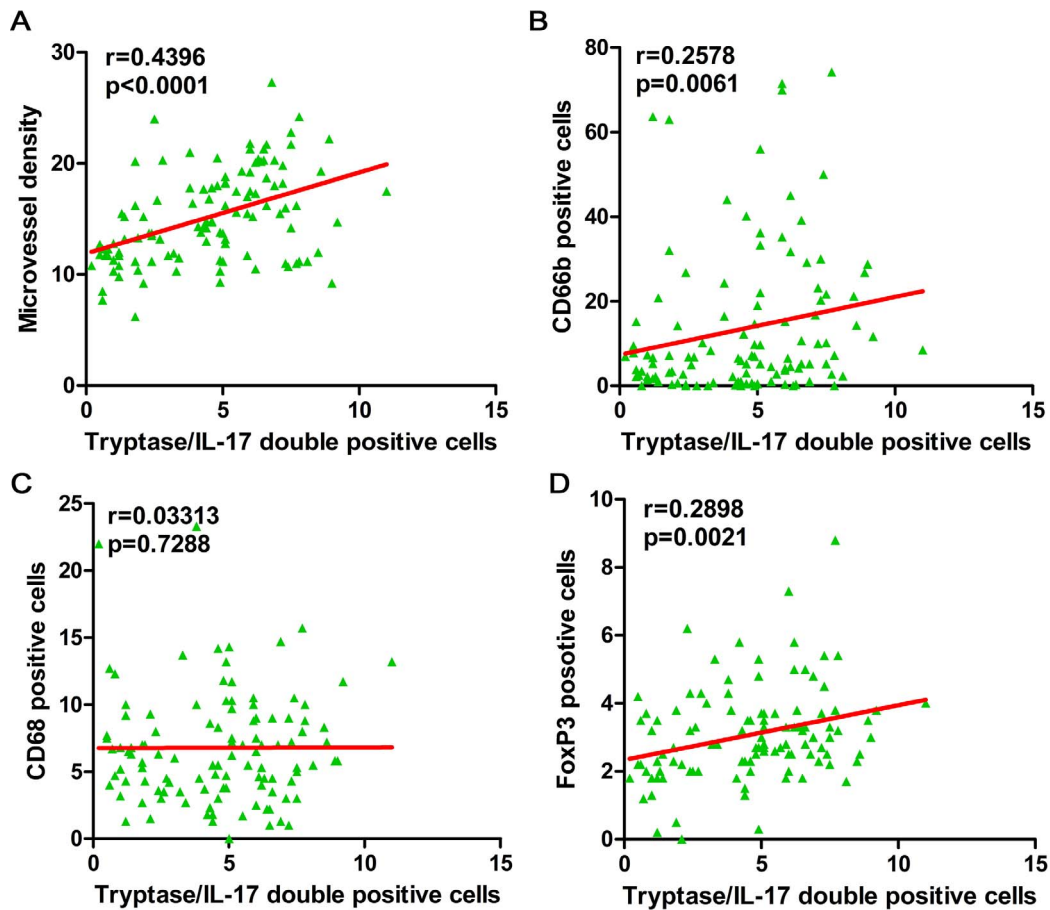 A
r=0.4396
p<0.0001
30
20
10
0
Microvessel density
0 5 10 15
Tryptase/IL-17 double positive cells
B
r=0.2578
p=0.0061
80
60
40
20
0
CD66b positive cells
0 5 10 15
Tryptase/IL-17 double positive cells
C
r=0.03313
p=0.7288
25
20
15
10
5
0
CD68 positive cells
0 5 10 15
Tryptase/IL-17 double positive cells
D
r=0.2898
p=0.0021
10
8
6
4
2
0
FoxP3 posotive cells
0 5 10 15
Tryptase/IL-17 double positive cells